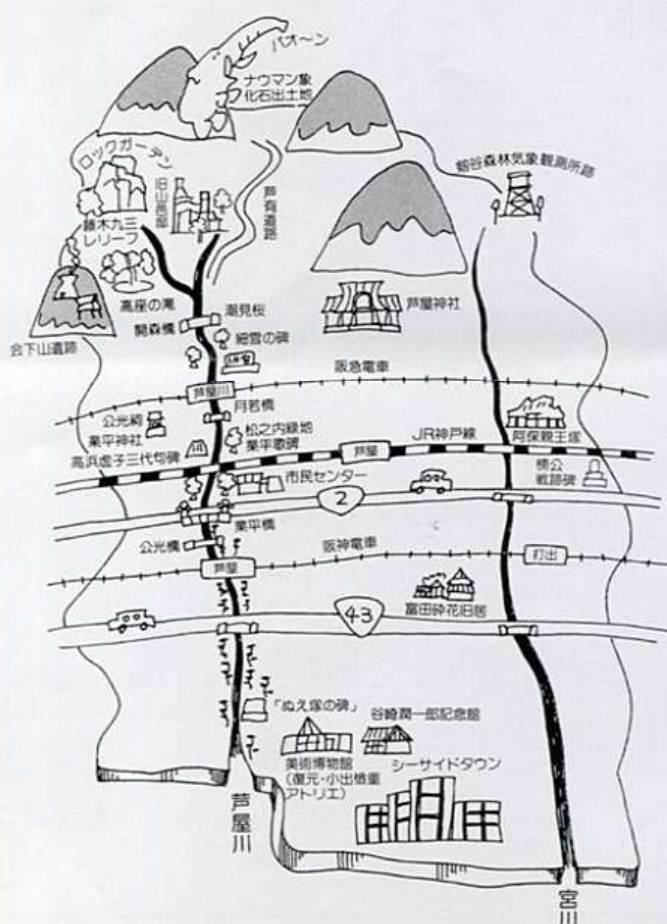 パオ〜ン
ナウマン象
化石出土地
ロックガーデン
旧山邑邸
芦有道路
剱谷森林気象観測所跡
藤木九三
レリーフ
高座の滝
開森橋
潮見桜
芦屋神社
会下山遺跡
細雪の碑
阪急電車
芦屋川
月若橋
公光祠
業平神社
松之内緑地
業平歌碑
高浜虚子三代句碑
JR神戸線
芦屋
阿保親王塚
楠公
戦跡碑
市民センター
2
業平橋
公光橋
阪神電車
芦屋
打出
富田砕花旧居
43
「ぬえ塚の碑」
谷崎潤一郎記念館
美術博物館
(復元・小出楢重
アトリエ)
シーサイドタウン
芦屋川
宮川